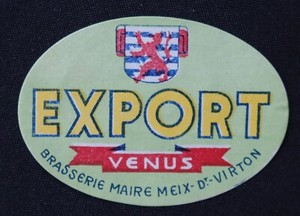 EXPORT
VENUS
BRASSERIE MAIRE MEIX-Dt-VIRTON